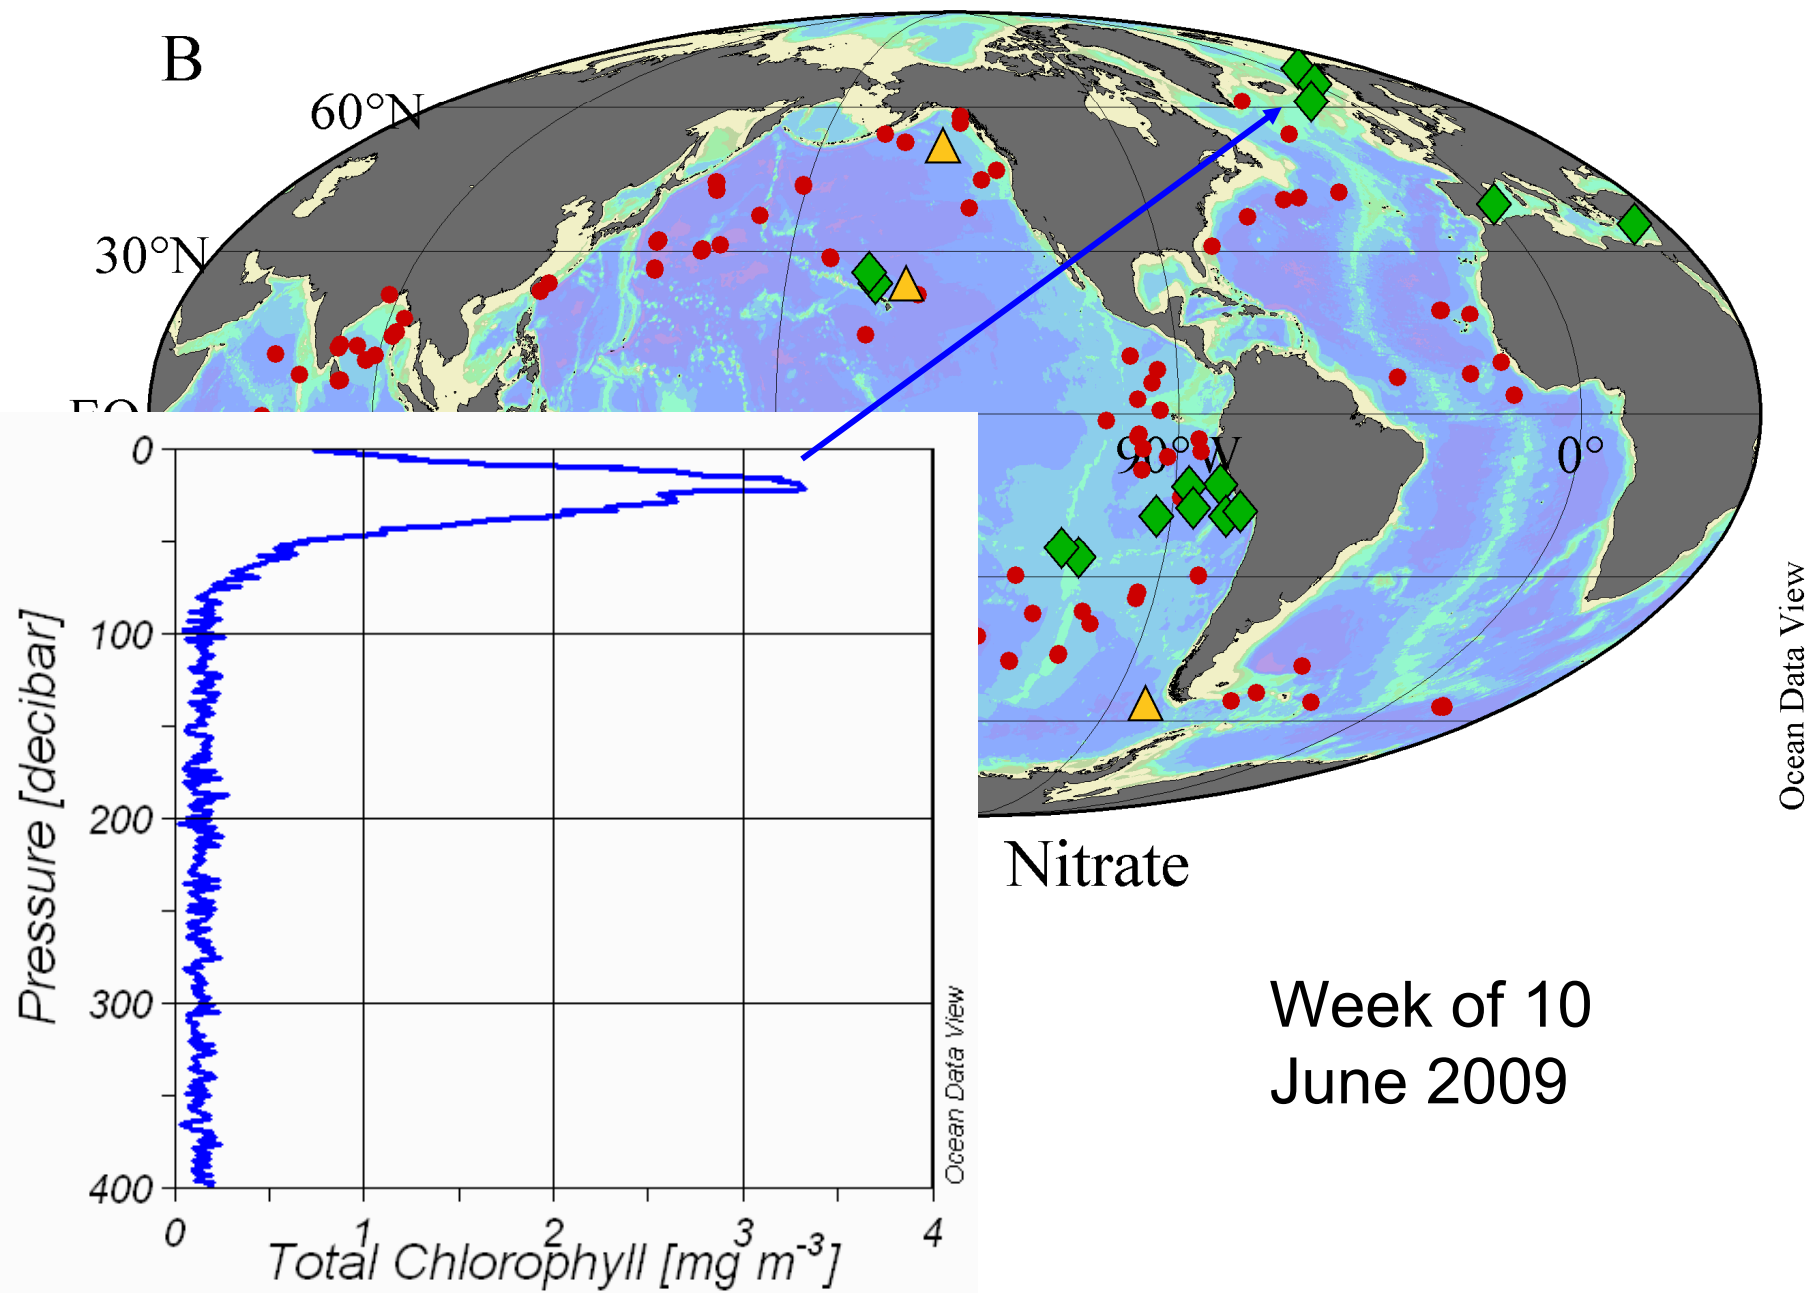 B
60°N
30°N
EQ
90° W
0°
Ocean Data View
Nitrate
Week of 10
June 2009
0
100
200
300
400
Pressure [decibar]
0 1 2 3 4
Total Chlorophyll [mg m-3]
Ocean Data View